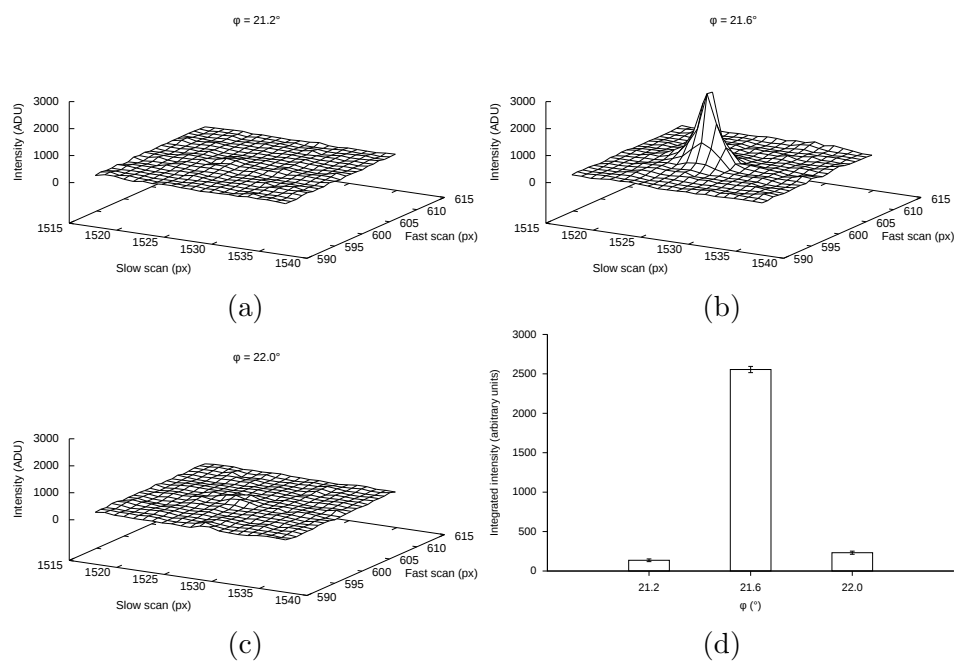 φ = 21.2°
Intensity (ADU)
3000
2000
1000
0
1515
1520
1525
1530
1535
1540
Slow scan (px)
590
595
600
605
610
615
Fast scan (px)
(a)
φ = 21.6°
Intensity (ADU)
3000
2000
1000
0
1515
1520
1525
1530
1535
1540
Slow scan (px)
590
595
600
605
610
615
Fast scan (px)
(b)
φ = 22.0°
Intensity (ADU)
3000
2000
1000
0
1515
1520
1525
1530
1535
1540
Slow scan (px)
590
595
600
605
610
615
Fast scan (px)
(c)
Integrated intensity (arbitrary units)
3000
2500
2000
1500
1000
500
0
21.2 21.6 22.0
φ (°)
(d)